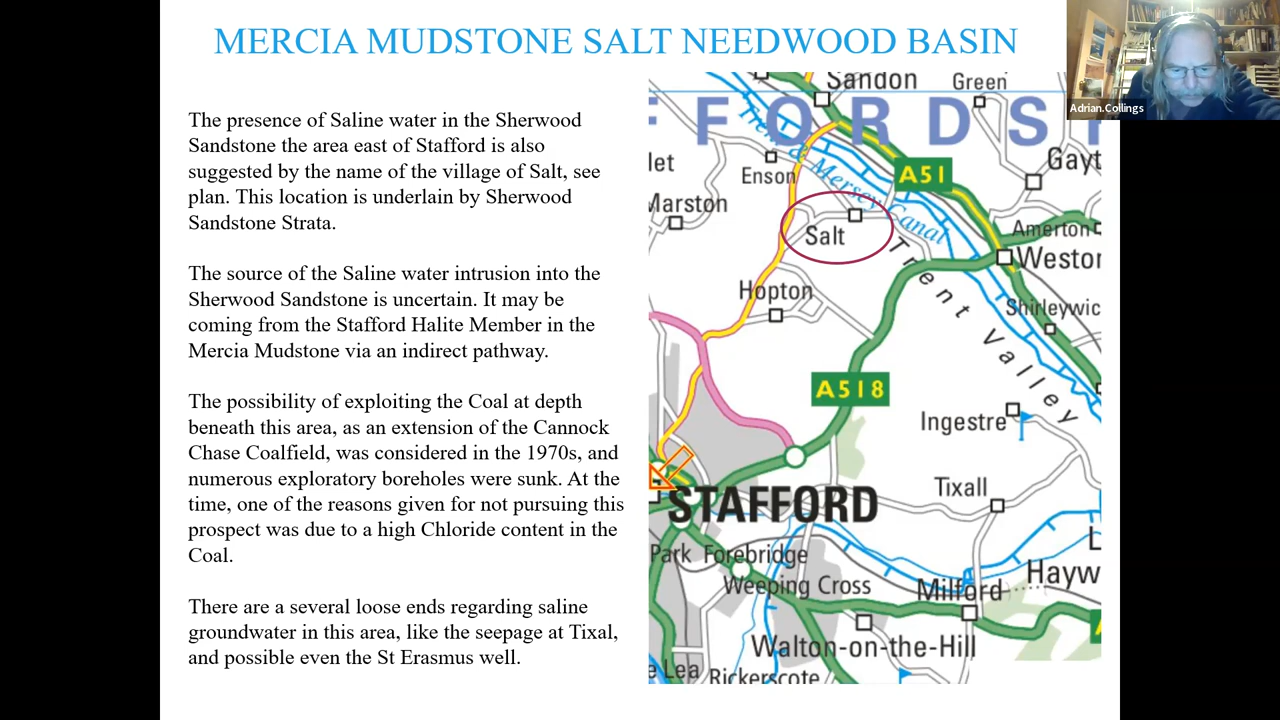 MERCIA MUDSTONE SALT NEEDWOOD BASIN
Adrian.Collings
The presence of Saline water in the Sherwood
Sandstone the area east of Stafford is also
suggested by the name of the village of Salt, see
plan. This location is underlain by Sherwood
Sandstone Strata.
The source of the Saline water intrusion into the
Sherwood Sandstone is uncertain. It may be
coming from the Stafford Halite Member in the
Mercia Mudstone via an indirect pathway.
The possibility of exploiting the Coal at depth
beneath this area, as an extension of the Cannock
Chase Coalfield, was considered in the 1970s, and
numerous exploratory boreholes were sunk. At the
time, one of the reasons given for not pursuing this
prospect was due to a high Chloride content in the
Coal.
There are a several loose ends regarding saline
groundwater in this area, like the seepage at Tixal,
and possible even the St Erasmus well.
Sandon
Green
FFORDS
Trent & Mersey Canal
let
Enson
A51
Gayt
Marston
Salt
Amerton
Weston
Trent Valley
Hopton
Shirleywic
A518
Ingestre
STAFFORD
Tixall
Park
Forebridge
Weeping Cross
Milford
Hayw
Walton-on-the-Hill
e Lea
Rickerscote